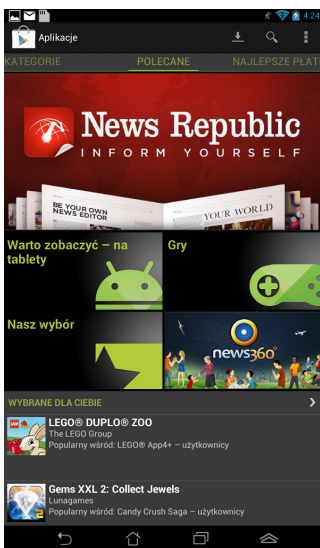 4:24
Aplikacje
KATEGORIE
POLECANE
NAJLEPSZE PŁAT
News Republic
INFORM YOURSELF
BE YOUR OWN
NEWS EDITOR
YOUR WORLD
Warto zobaczyć – na
tablety
Gry
Nasz wybór
news360°
WYBRANE DLA CIEBIE
LEGO® DUPLO® ZOO
The LEGO Group
Popularny wśród: LEGO® App4+ – użytkownicy
Gems XXL 2: Collect Jewels
Lunagames
Popularny wśród: Candy Crush Saga – użytkownicy